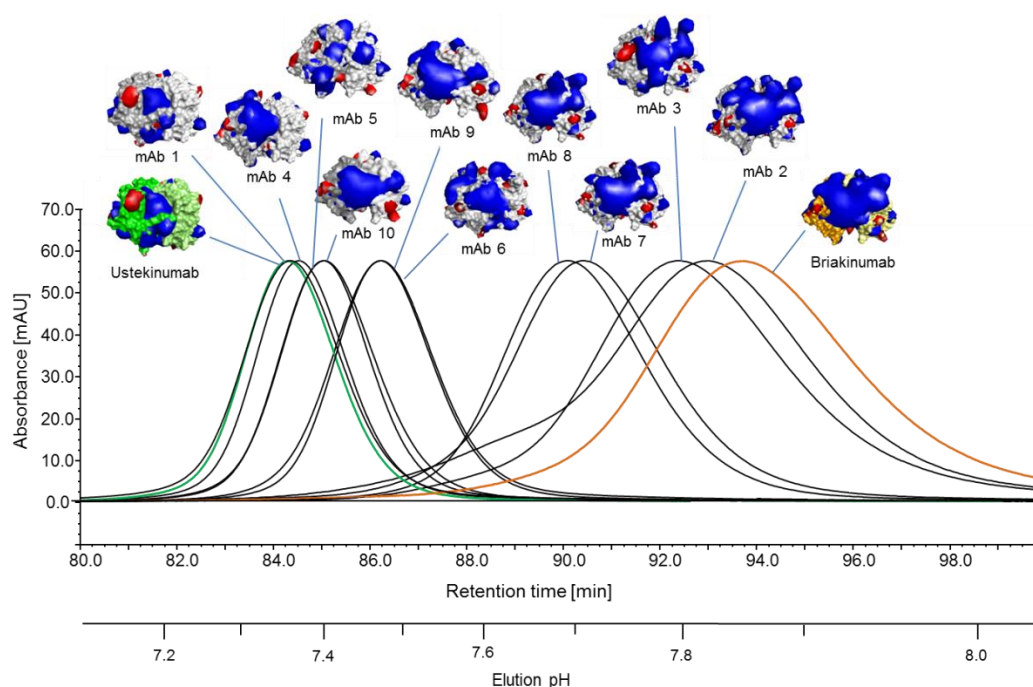 mAb 1
mAb 4
mAb 5
mAb 9
mAb 8
mAb 3
mAb 2
mAb 10
mAb 6
mAb 7
Ustekinumab
Briakinumab
70.0
60.0
50.0
40.0
30.0
20.0
10.0
0.0
Absorbance [mAU]
80.0 82.0 84.0 86.0 88.0 90.0 92.0 94.0 96.0 98.0
Retention time [min]
7.2 7.4 7.6 7.8 8.0
Elution pH